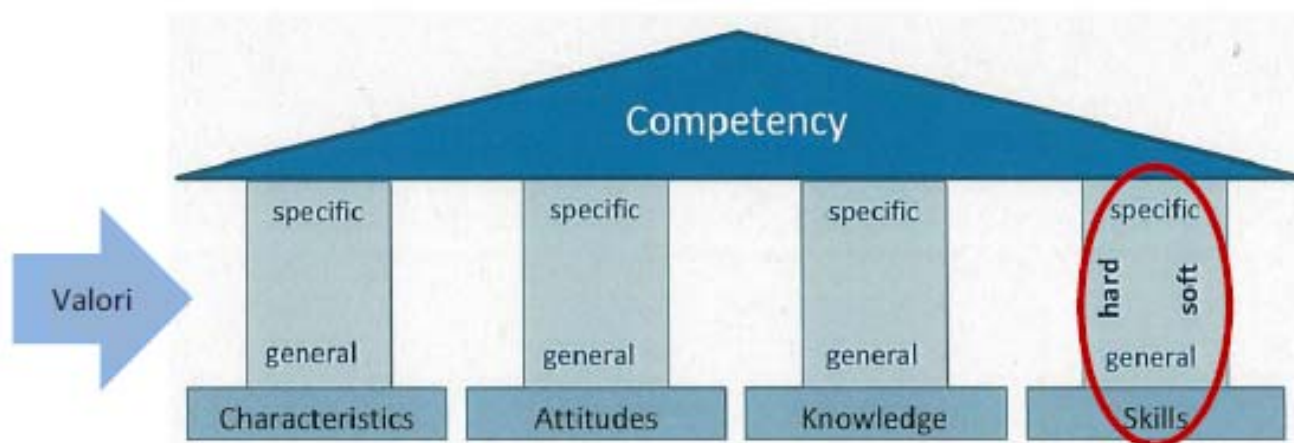 Competency
specific
specific
specific
specific
hard
soft
Valori
general
general
general
general
Characteristics
Attitudes
Knowledge
Skills